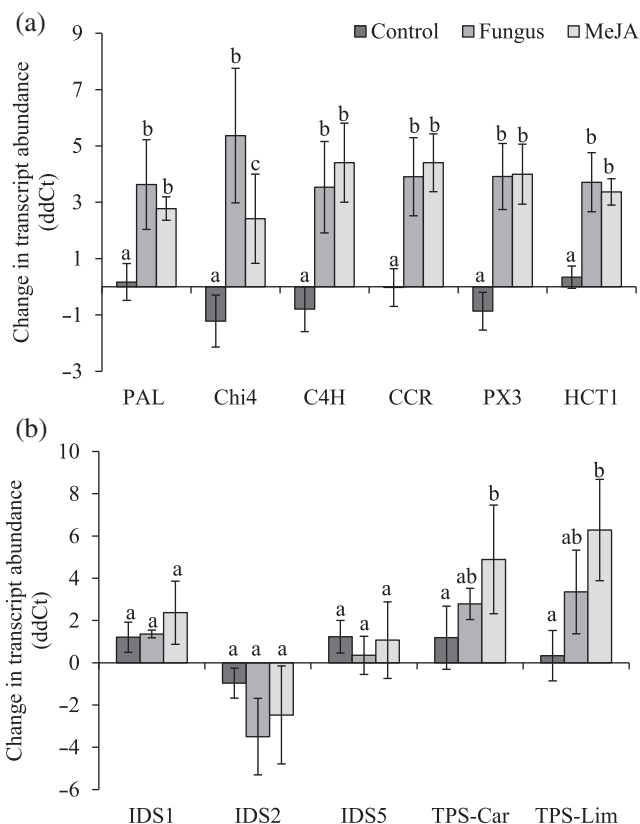 (a)
9
7
5
3
1
–1
–3
Change in transcript abundance
(ddCt)
Control Fungus MeJA
a b b
a b c
a b b
a b b
a b b
a b b
PAL Chi4 C4H CCR PX3 HCT1
(b)
10
8
6
4
2
0
–2
–4
–6
Change in transcript abundance
(ddCt)
a a a
a a a
a a a
a ab b
a ab b
IDS1 IDS2 IDS5 TPS-Car TPS-Lim